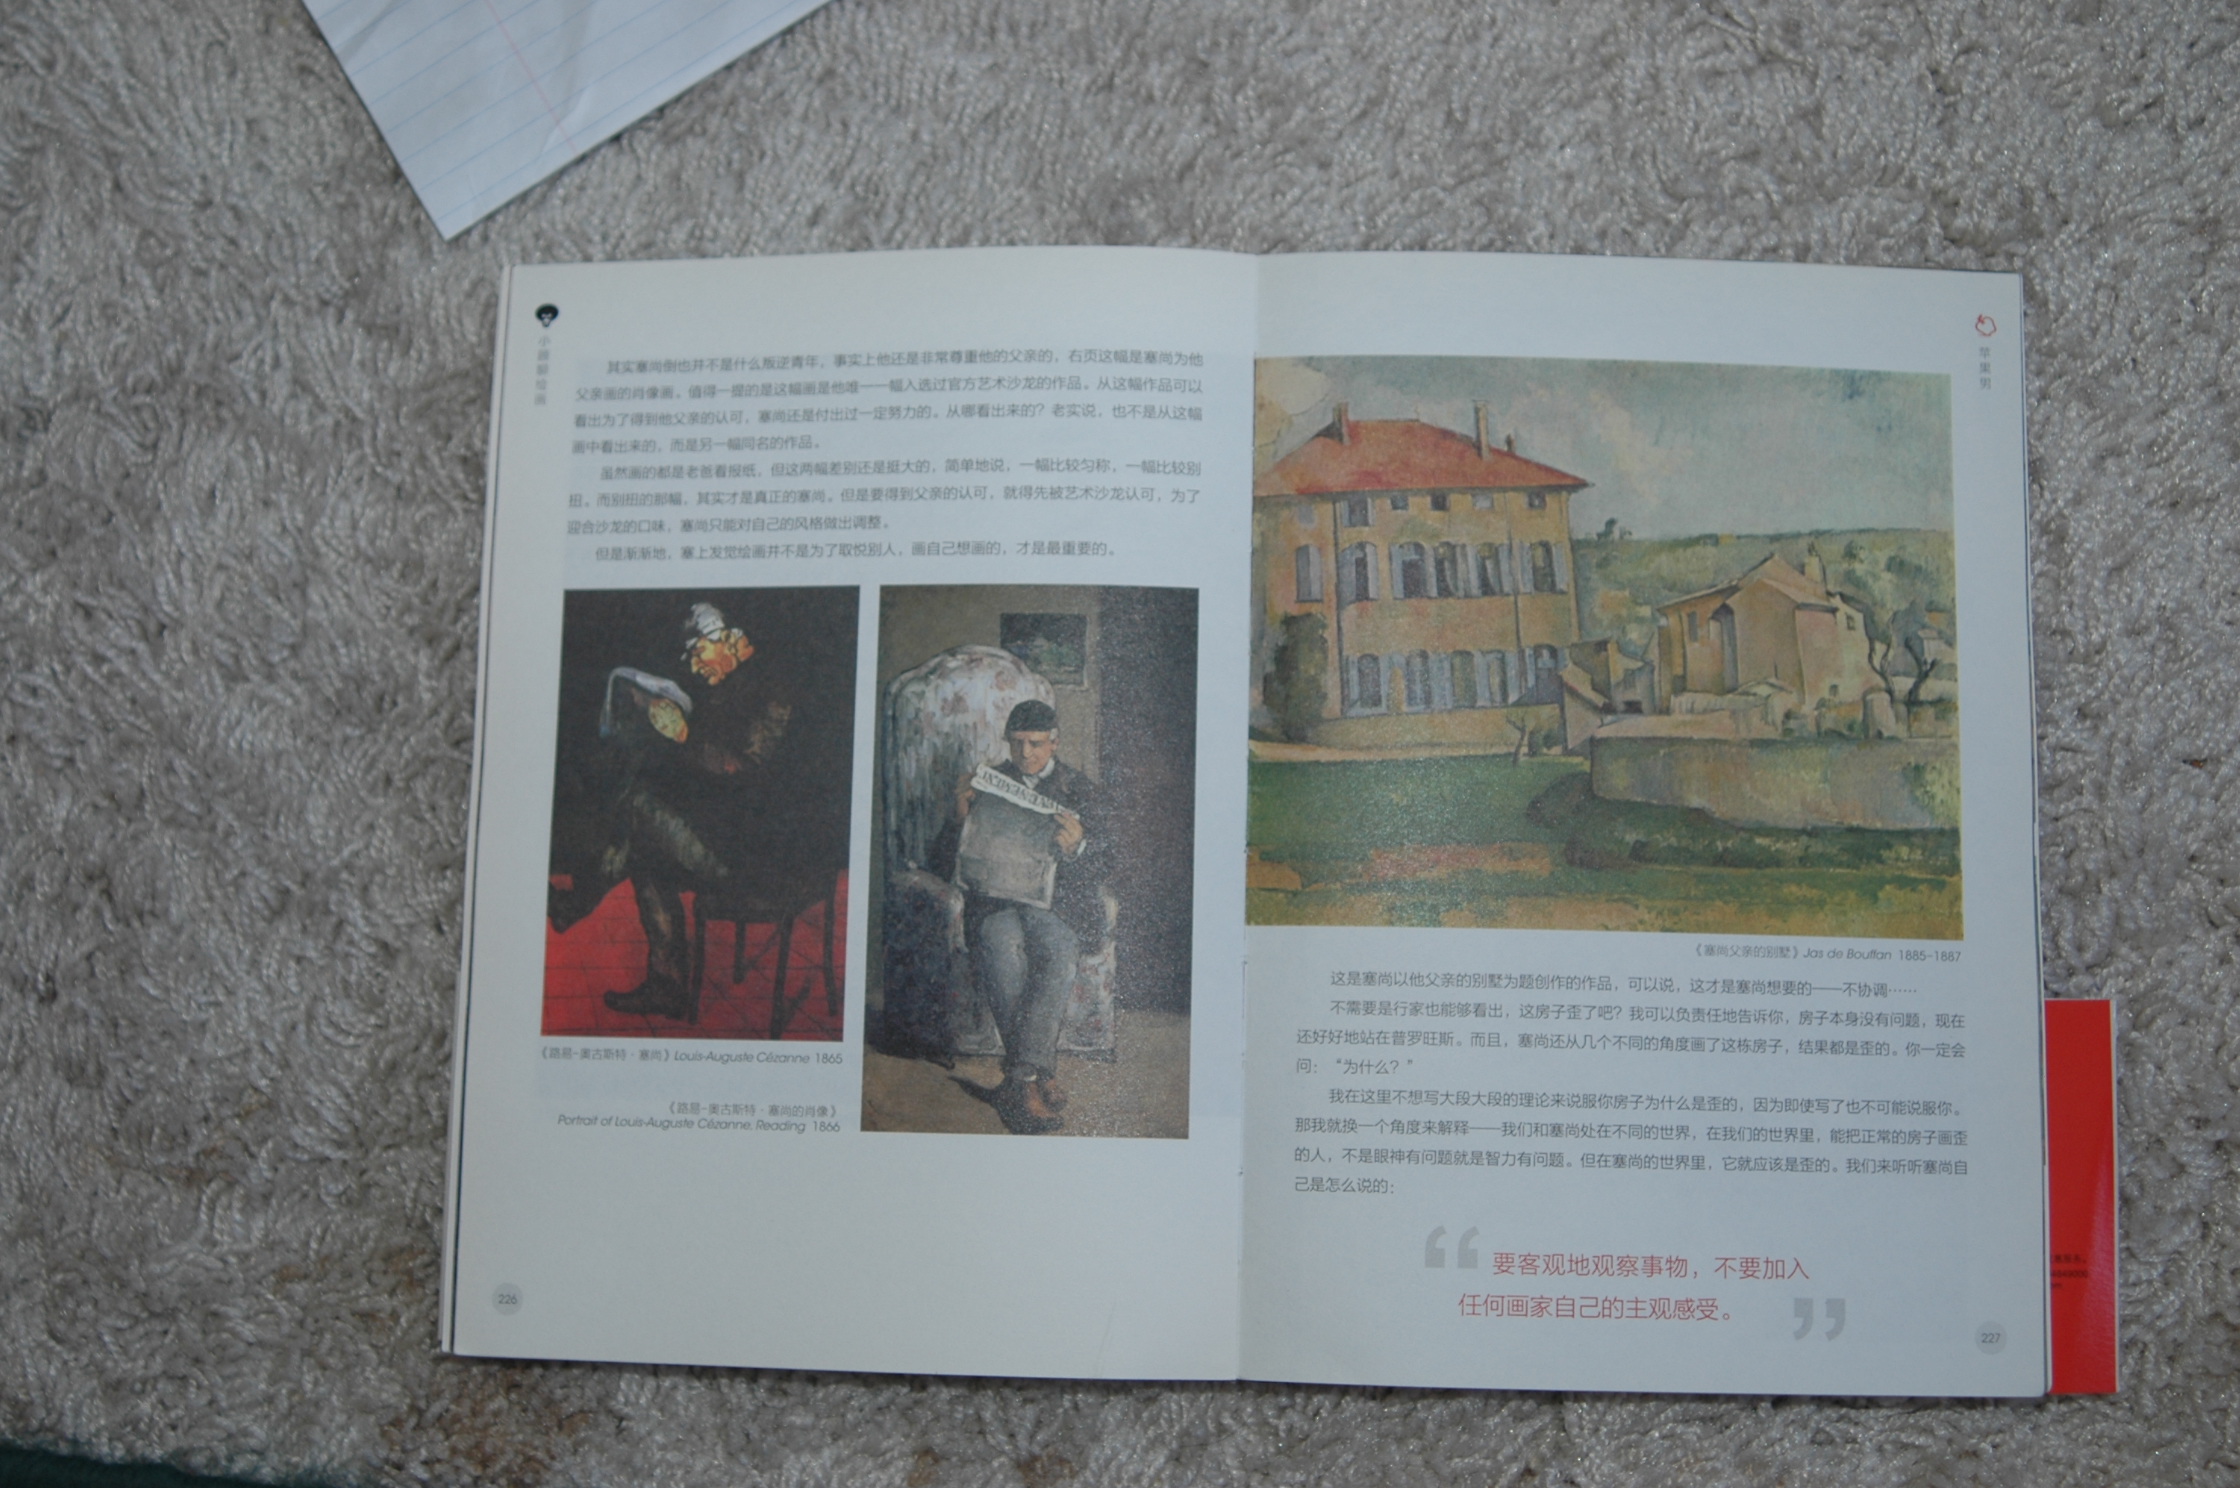 小顾聊绘画
其实塞尚倒也并不是什么叛逆青年，事实上他还是非常尊重他的父亲的，右页这幅是塞尚为他
父亲画的肖像画，值得一提的是这幅画是他唯一一幅入选过官方艺术沙龙的作品。从这幅作品可以
看出为了得到他父亲的认可，塞尚还是付出过一定努力的。从哪看出来的？老实说，也不是从这幅
画中看出来的，而是另一幅同名的作品。
虽然画的都是老爸看报纸，但这两幅差别还是挺大的，简单地说，一幅比较匀称，一幅比较别
扭。而别扭的那幅，其实才是真正的塞尚。但是要得到父亲的认可，就得先被艺术沙龙认可，为了
迎合沙龙的口味，塞尚只能对自己的风格做出调整。
但是渐渐地，塞上发觉绘画并不是为了取悦别人，画自己想画的，才是最重要的。
《路易-奥古斯特·塞尚》Louis-Auguste Cézanne 1865
《路易-奥古斯特·塞尚的肖像》
Portrait of Louis-Auguste Cézanne, Reading 1866
226
苹果男
《塞尚父亲的别墅》Jas de Bouffan 1885-1887
这是塞尚以他父亲的别墅为题创作的作品，可以说，这才是塞尚想要的——不协调……
不需要是行家也能够看出，这房子歪了吧？我可以负责任地告诉你，房子本身没有问题，现在
还好好地站在普罗旺斯。而且，塞尚还从几个不同的角度画了这栋房子，结果都是歪的。你一定会
问：“为什么？”
我在这里不想写大段大段的理论来说服你房子为什么是歪的，因为即使写了也不可能说服你。
那我就换一个角度来解释——我们和塞尚处在不同的世界，在我们的世界里，能把正常的房子画歪
的人，不是眼神有问题就是智力有问题。但在塞尚的世界里，它就应该是歪的。我们来听听塞尚自
己是怎么说的：
“要客观地观察事物，不要加入
任何画家自己的主观感受。”
227